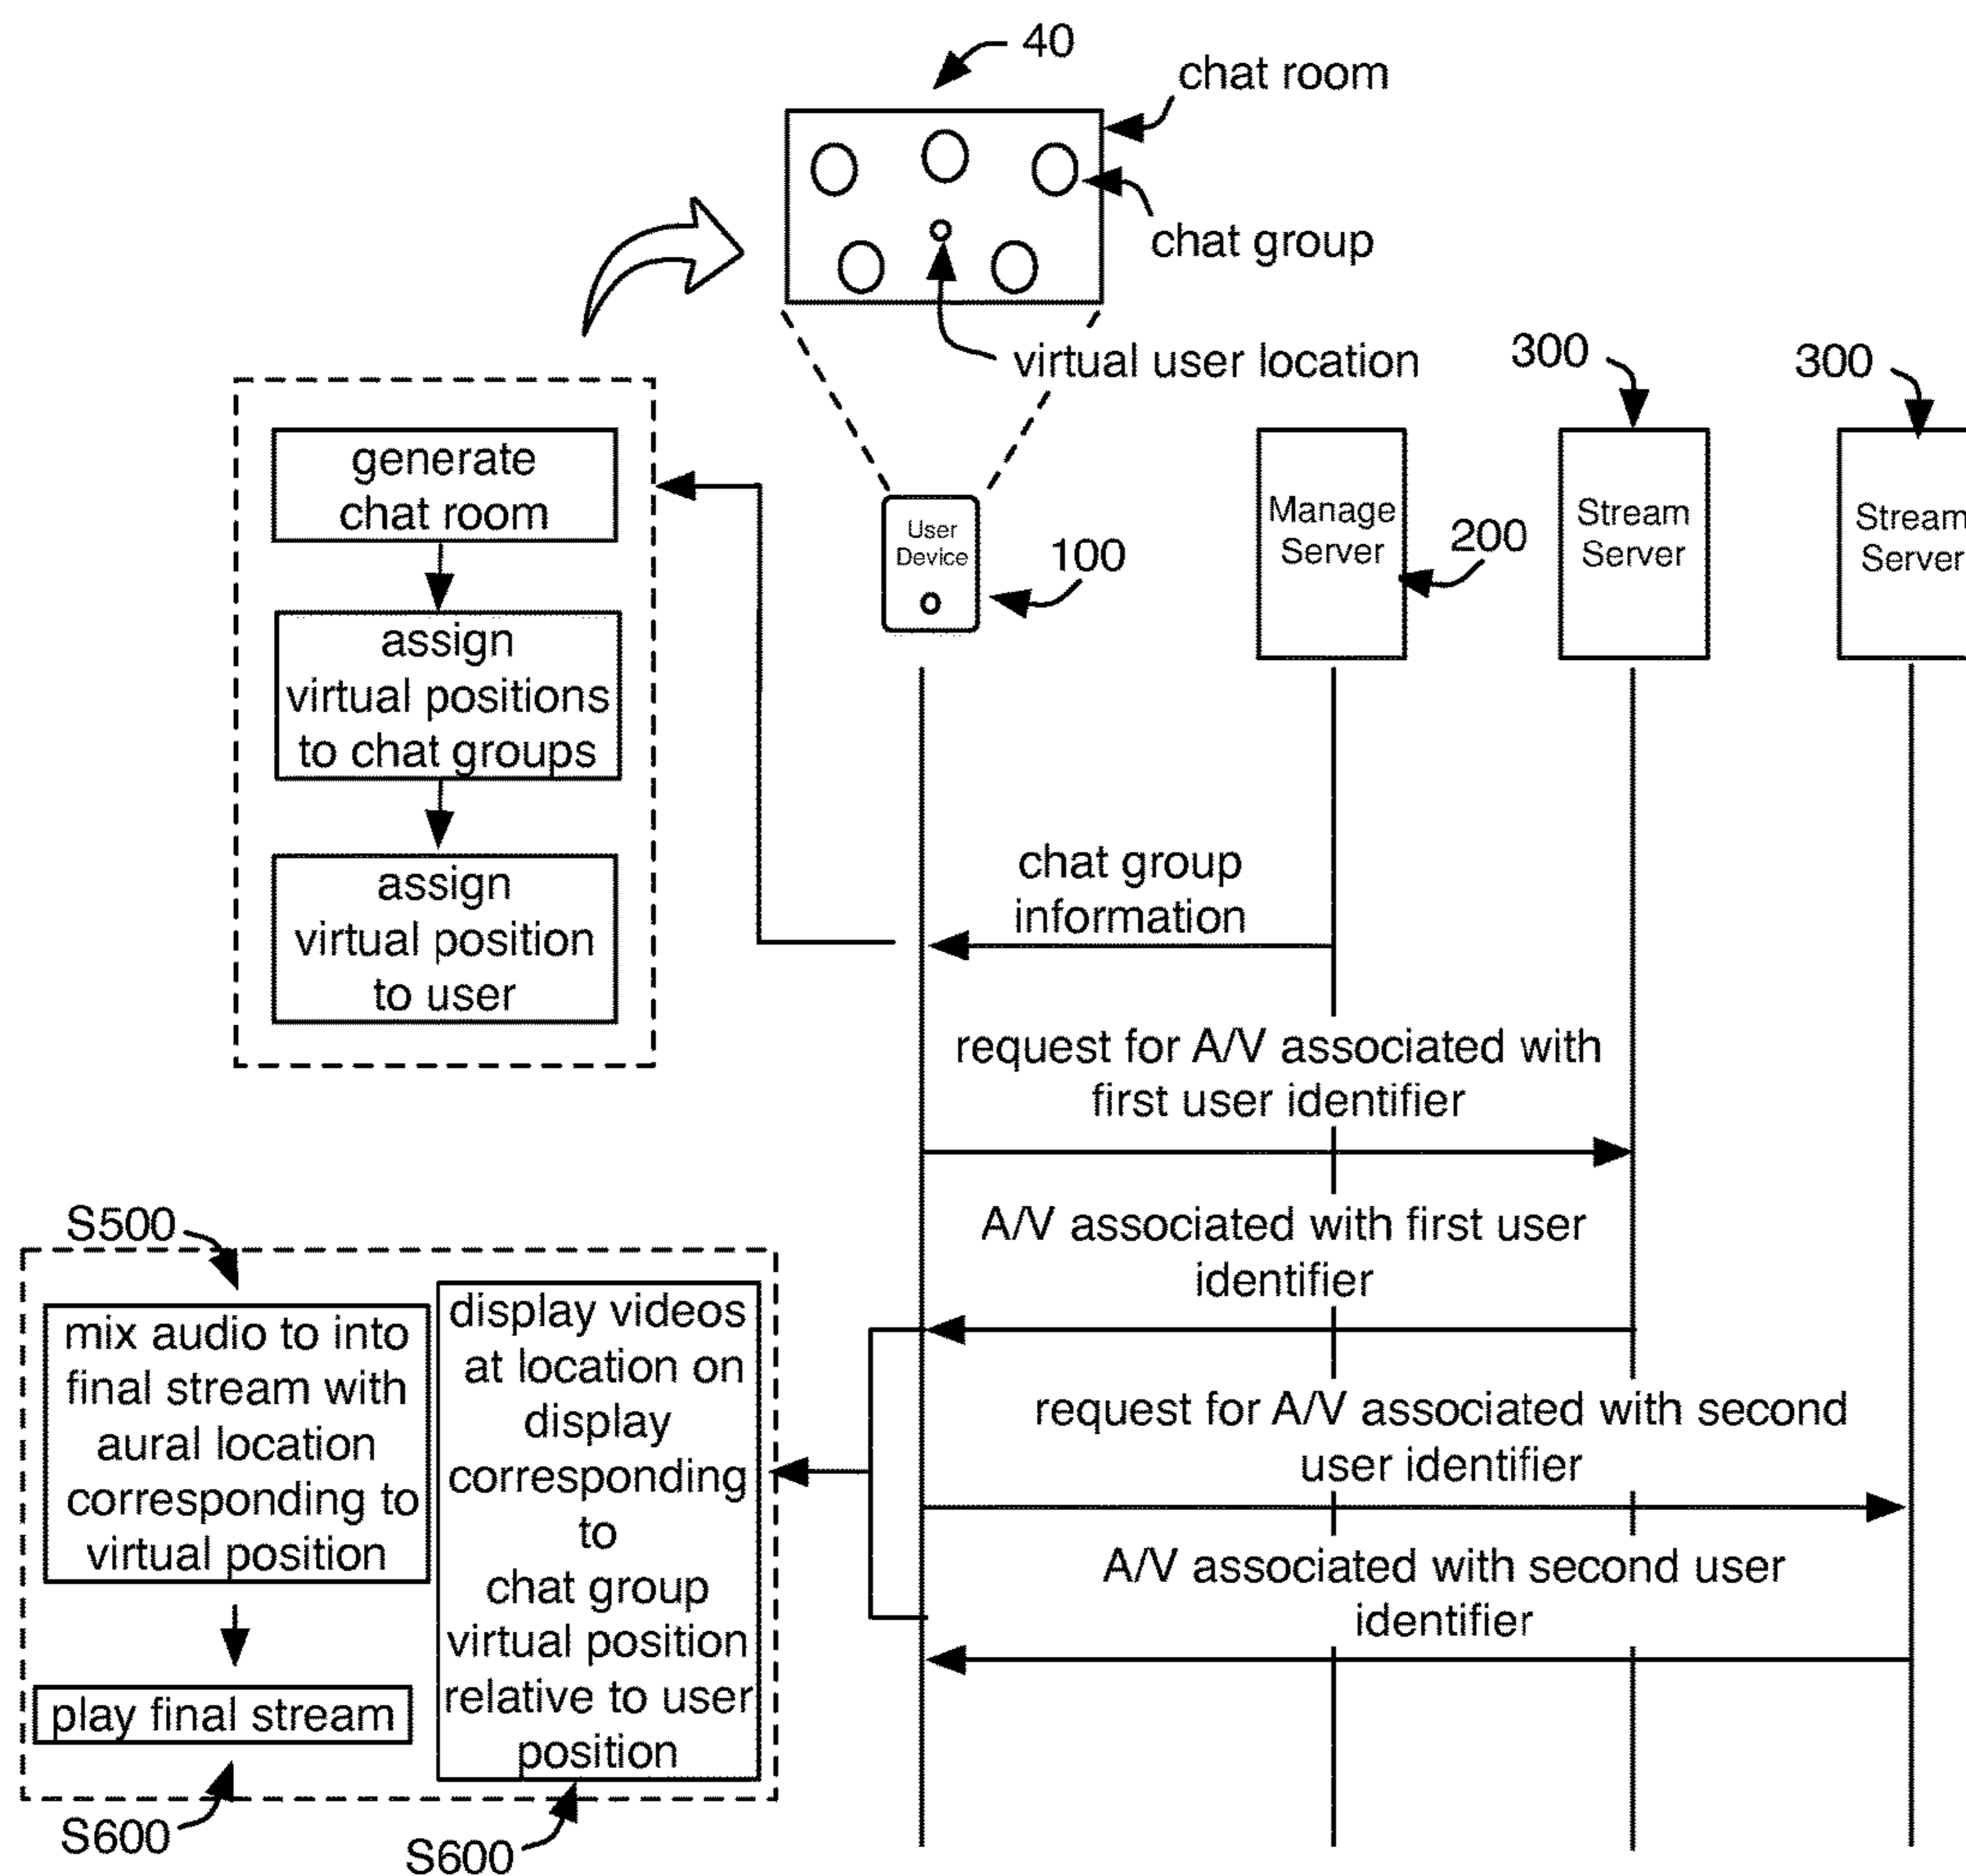 40
chat room
chat group
virtual user location
300
300
generate
chat room
assign
virtual positions
to chat groups
assign
virtual position
to user
User
Device
100
Manage
Server
200
Stream
Server
Stream
Server
chat group
information
request for A/V associated with
first user identifier
A/V associated with first user
identifier
request for A/V associated with second
user identifier
A/V associated with second user
identifier
S500
mix audio to into
final stream with
aural location
corresponding to
virtual position
play final stream
S600
display videos
at location on
display
corresponding
to
chat group
virtual position
relative to user
position
S600